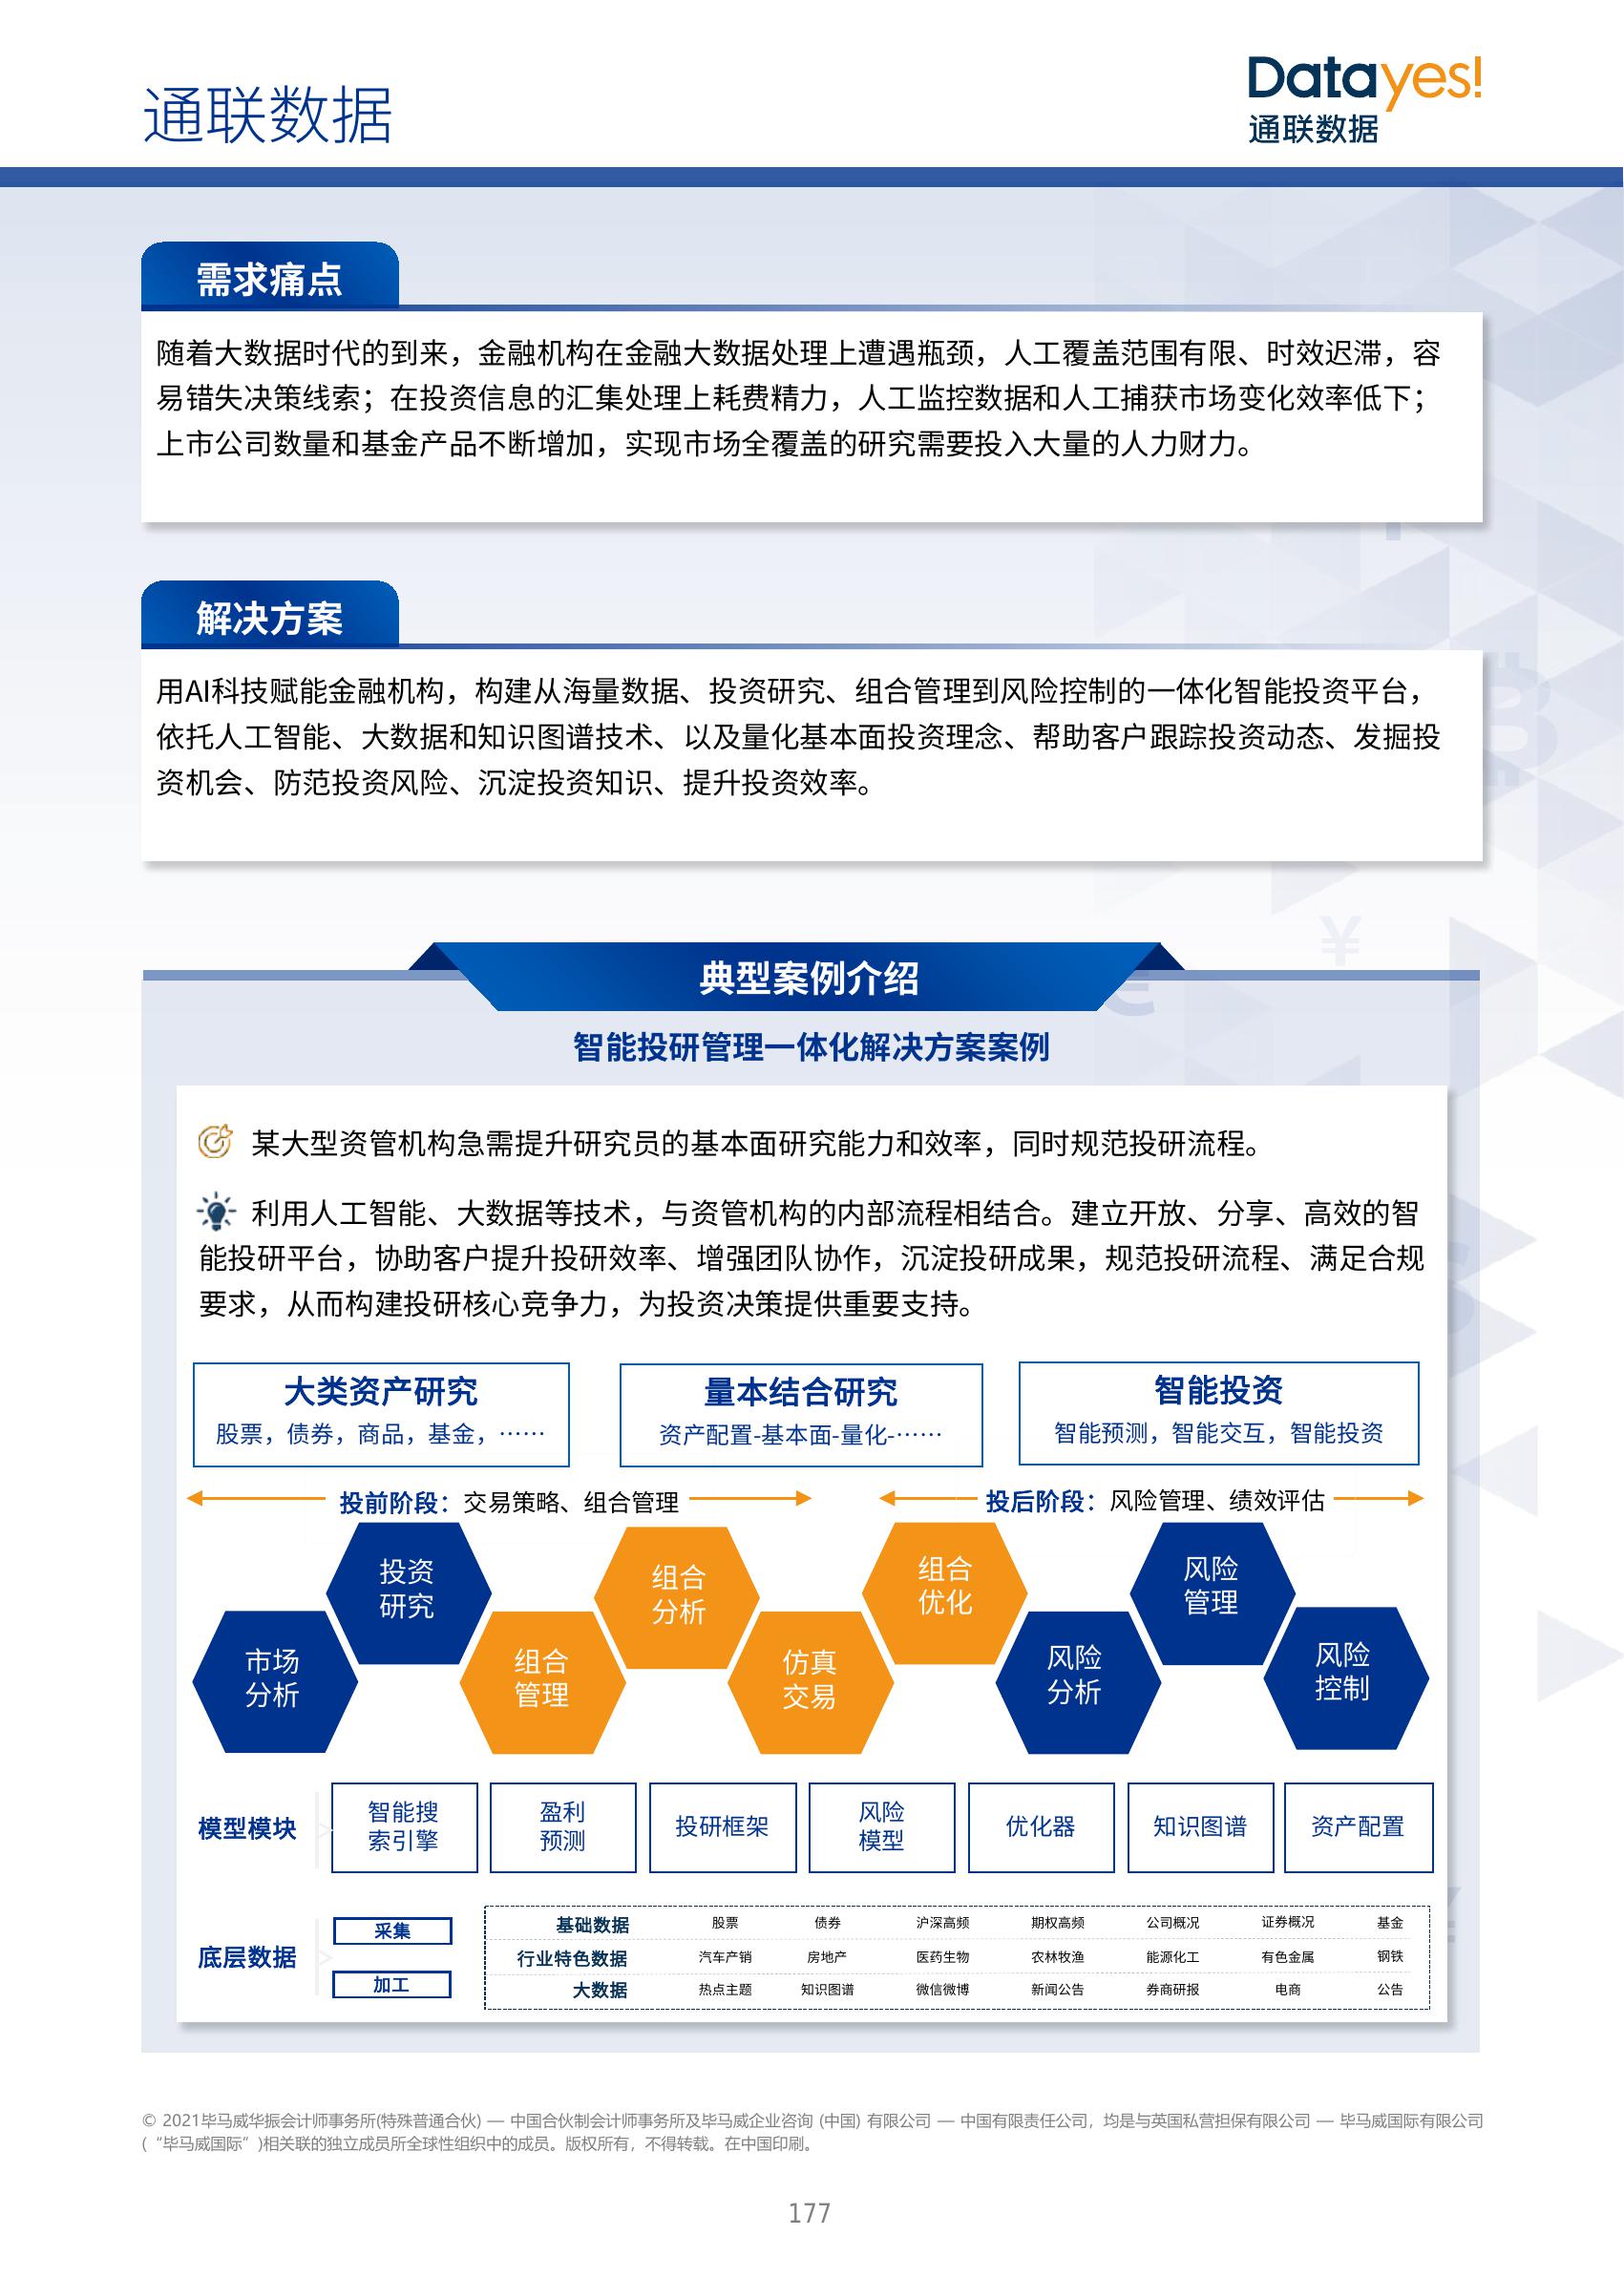 通联数据
Datayes!
通联数据
需求痛点
随着大数据时代的到来，金融机构在金融大数据处理上遭遇瓶颈，人工覆盖范围有限、时效迟滞，容
易错失决策线索；在投资信息的汇集处理上耗费精力，人工监控数据和人工捕获市场变化效率低下；
上市公司数量和基金产品不断增加，实现市场全覆盖的研究需要投入大量的人力财力。
解决方案
用AI科技赋能金融机构，构建从海量数据、投资研究、组合管理到风险控制的一体化智能投资平台，
依托人工智能、大数据和知识图谱技术、以及量化基本面投资理念、帮助客户跟踪投资动态、发掘投
资机会、防范投资风险、沉淀投资知识、提升投资效率。
典型案例介绍
智能投研管理一体化解决方案案例
某大型资管机构急需提升研究员的基本面研究能力和效率，同时规范投研流程。
利用人工智能、大数据等技术，与资管机构的内部流程相结合。建立开放、分享、高效的智
能投研平台，协助客户提升投研效率、增强团队协作，沉淀投研成果，规范投研流程、满足合规
要求，从而构建投研核心竞争力，为投资决策提供重要支持。
大类资产研究
股票，债券，商品，基金，……
量本结合研究
资产配置-基本面-量化-……
智能投资
智能预测，智能交互，智能投资
投前阶段：交易策略、组合管理
投后阶段：风险管理、绩效评估
市场
分析
投资
研究
组合
管理
组合
分析
仿真
交易
组合
优化
风险
分析
风险
管理
风险
控制
模型模块
智能搜
索引擎
盈利
预测
投研框架
风险
模型
优化器
知识图谱
资产配置
底层数据
采集
加工
基础数据 股票 债券 沪深高频 期权高频 公司概况 证券概况 基金
行业特色数据 汽车产销 房地产 医药生物 农林牧渔 能源化工 有色金属 钢铁
大数据 热点主题 知识图谱 微信微博 新闻公告 券商研报 电商 公告
© 2021毕马威华振会计师事务所(特殊普通合伙) — 中国合伙制会计师事务所及毕马威企业咨询 (中国) 有限公司 — 中国有限责任公司，均是与英国私营担保有限公司 — 毕马威国际有限公司
(“毕马威国际”)相关联的独立成员所全球性组织中的成员。版权所有，不得转载。在中国印刷。
177